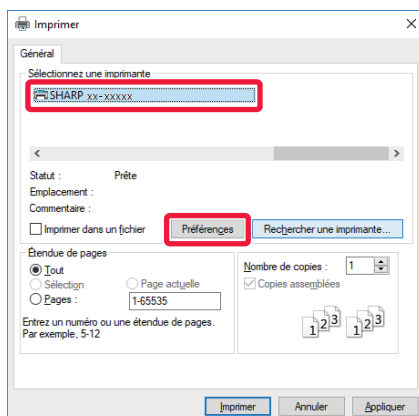 Imprimer
Général
Sélectionnez une imprimante
SHARP xx-xxxxx
Statut : Prête
Emplacement :
Commentaire :
Imprimer dans un fichier Préférences Rechercher une imprimante...
Étendue de pages
Tout
Sélection Page actuelle
Pages : 1-65535
Entrez un numéro ou une étendue de pages.
Par exemple, 5-12
Nombre de copies : 1
Copies assemblées
1 2 3 1 2 3
Imprimer Annuler Appliquer